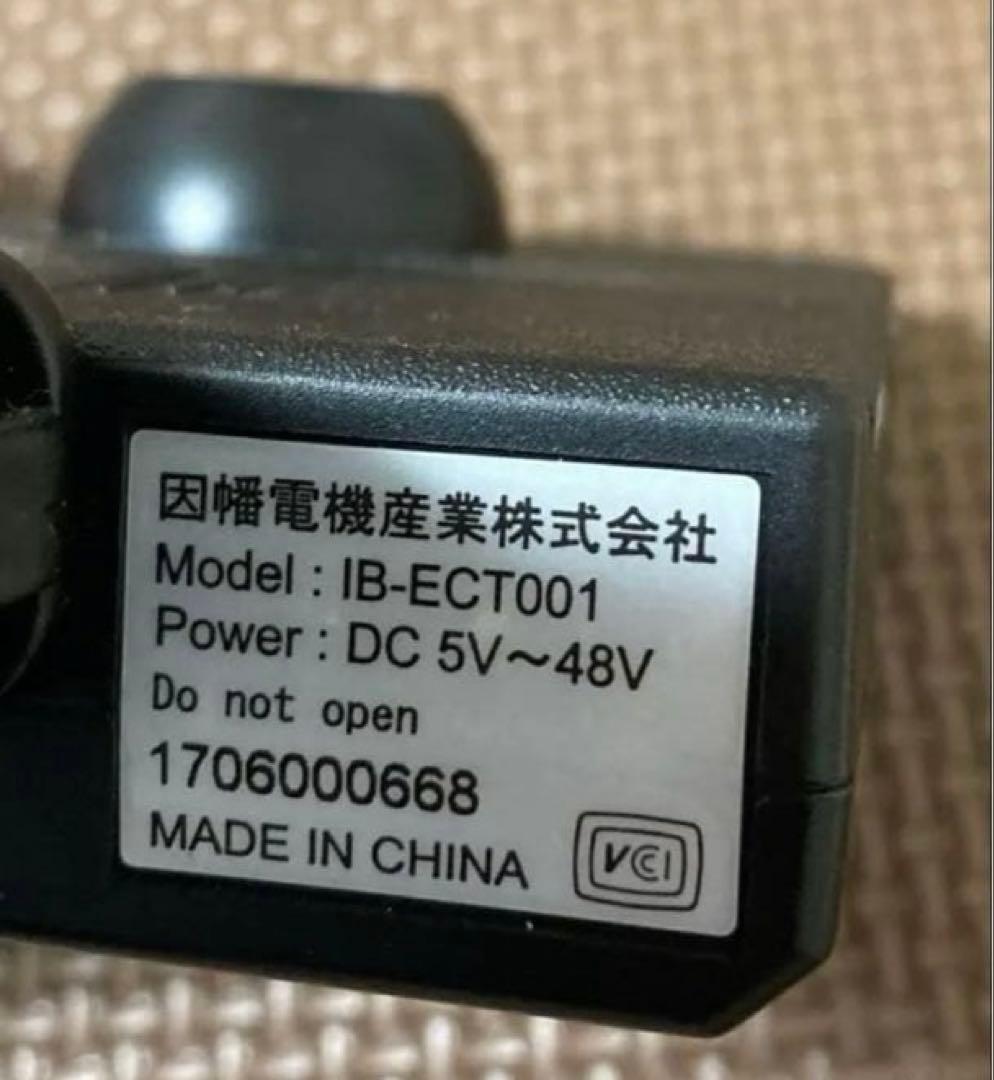 因幡電機産業株式会社
Model : IB-ECT001
Power : DC 5V～48V
Do not open
1706000668
MADE IN CHINA
VCI